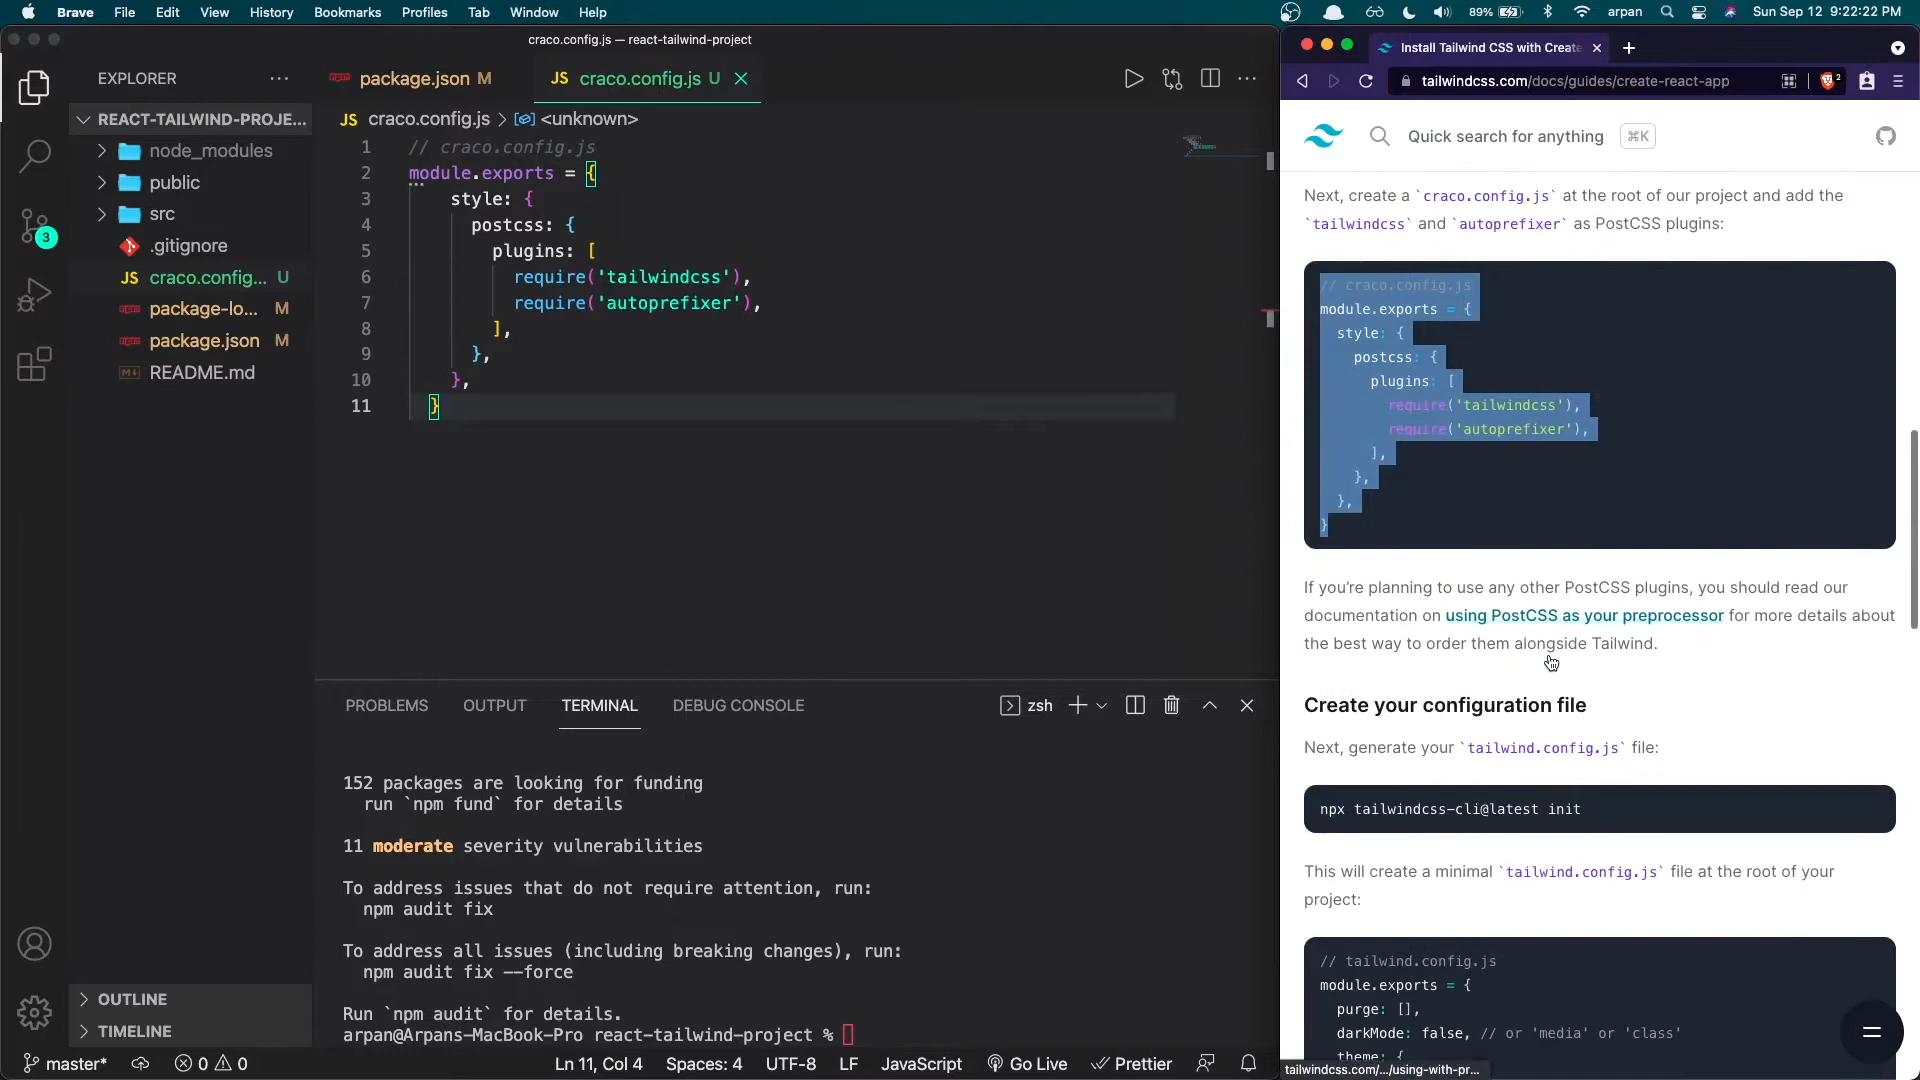 Brave File Edit View History Bookmarks Profiles Tab Window Help
89% arpan Sun Sep 12 9:22:22 PM
craco.config.js — react-tailwind-project
EXPLORER
REACT-TAILWIND-PROJE...
node_modules
public
src
.gitignore
JS craco.config... U
package-lo... M
package.json M
README.md
3
OUTLINE
TIMELINE
package.json M
JS craco.config.js U
JS craco.config.js > <unknown>
1 // craco.config.js
2 module.exports = {
3 style: {
4 postcss: {
5 plugins: [
6 require('tailwindcss'),
7 require('autoprefixer'),
8 ],
9 },
10 },
11 }
PROBLEMS OUTPUT TERMINAL DEBUG CONSOLE
zsh
152 packages are looking for funding
run `npm fund` for details
11 moderate severity vulnerabilities
To address issues that do not require attention, run:
npm audit fix
To address all issues (including breaking changes), run:
npm audit fix --force
Run `npm audit` for details.
arpan@Arpans-MacBook-Pro react-tailwind-project %
master* 0 0 Ln 11, Col 4 Spaces: 4 UTF-8 LF JavaScript Go Live Prettier
Install Tailwind CSS with Create
tailwindcss.com/docs/guides/create-react-app
2
Quick search for anything ⌘K
Next, create a `craco.config.js` at the root of our project and add the
`tailwindcss` and `autoprefixer` as PostCSS plugins:
// craco.config.js
module.exports = {
style: {
postcss: {
plugins: [
require('tailwindcss'),
require('autoprefixer'),
],
},
},
}
If you're planning to use any other PostCSS plugins, you should read our
documentation on using PostCSS as your preprocessor for more details about
the best way to order them alongside Tailwind.
Create your configuration file
Next, generate your `tailwind.config.js` file:
npx tailwindcss-cli@latest init
This will create a minimal `tailwind.config.js` file at the root of your
project:
// tailwind.config.js
module.exports = {
purge: [],
darkMode: false, // or 'media' or 'class'
theme: {
tailwindcss.com/.../using-with-pr...